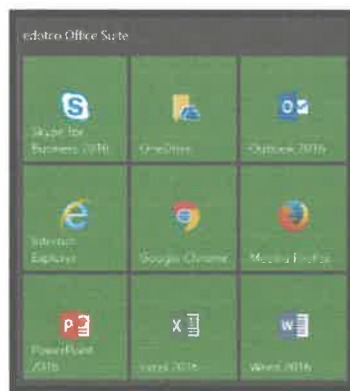 edotco Office Suite
Skype for
Business 2016
OneDrive
Outlook 2016
Internet
Explorer
Google Chrome
Mozilla Firefox
PowerPoint
2016
Excel 2016
Word 2016